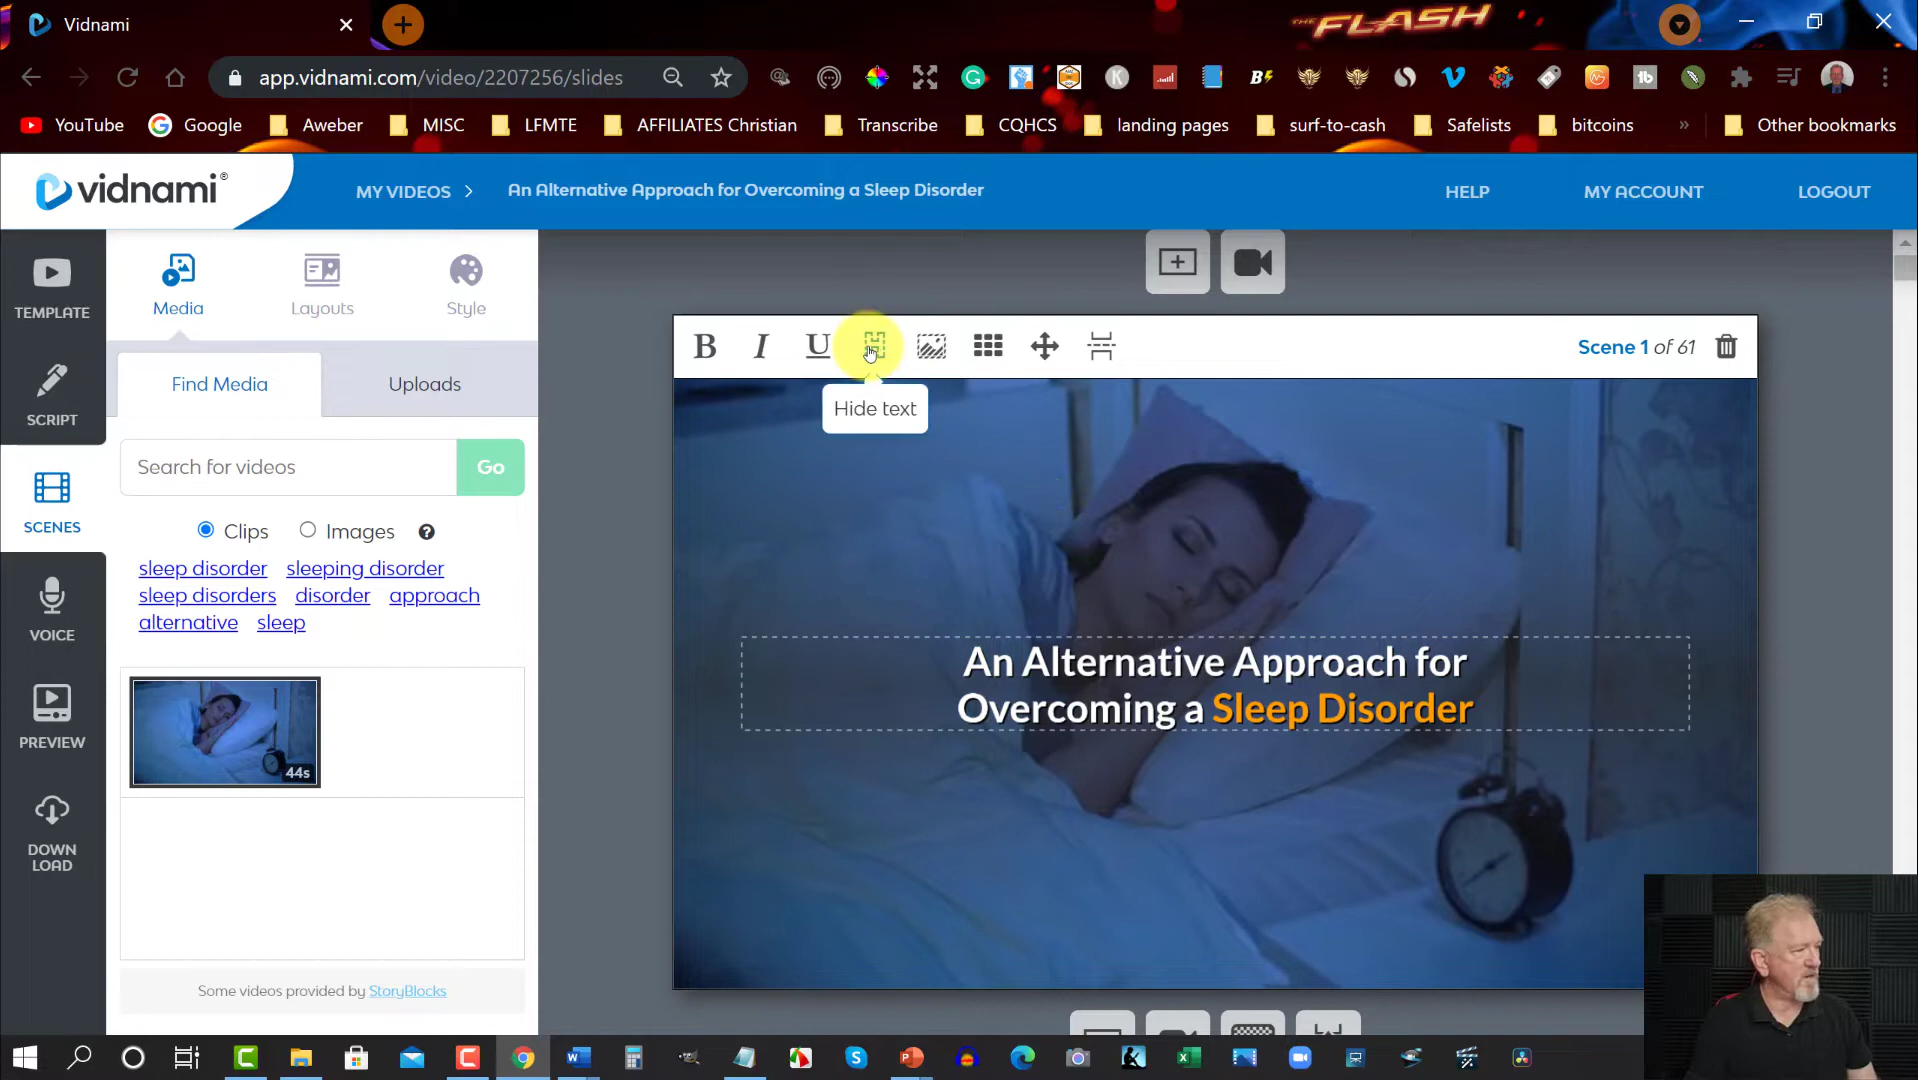 Vidnami
THE FLASH
app.vidnami.com/video/2207256/slides
YouTube
Google
Aweber
MISC
LFMTE
AFFILIATES Christian
Transcribe
CQHCS
landing pages
surf-to-cash
Safelists
bitcoins
»
Other bookmarks
vidnami®
MY VIDEOS >
An Alternative Approach for Overcoming a Sleep Disorder
HELP
MY ACCOUNT
LOGOUT
TEMPLATE
SCRIPT
SCENES
VOICE
PREVIEW
DOWN
LOAD
Media
Layouts
Style
Find Media
Uploads
Search for videos
Go
Clips
Images
sleep disorder sleeping disorder
sleep disorders disorder approach
alternative sleep
44s
Some videos provided by StoryBlocks
B I U
Scene 1 of 61
Hide text
An Alternative Approach for
Overcoming a Sleep Disorder